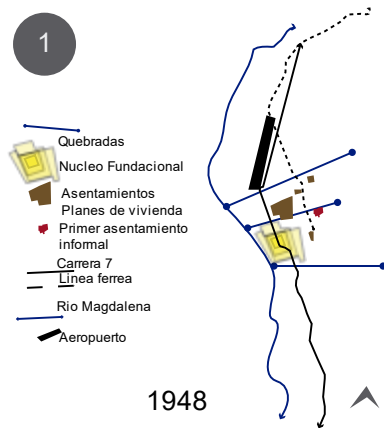 1
Quebradas
Nucleo Fundacional
Asentamientos
Planes de vivienda
Primer asentamiento
informal
Carrera 7
Linea ferrea
Rio Magdalena
Aeropuerto
1948